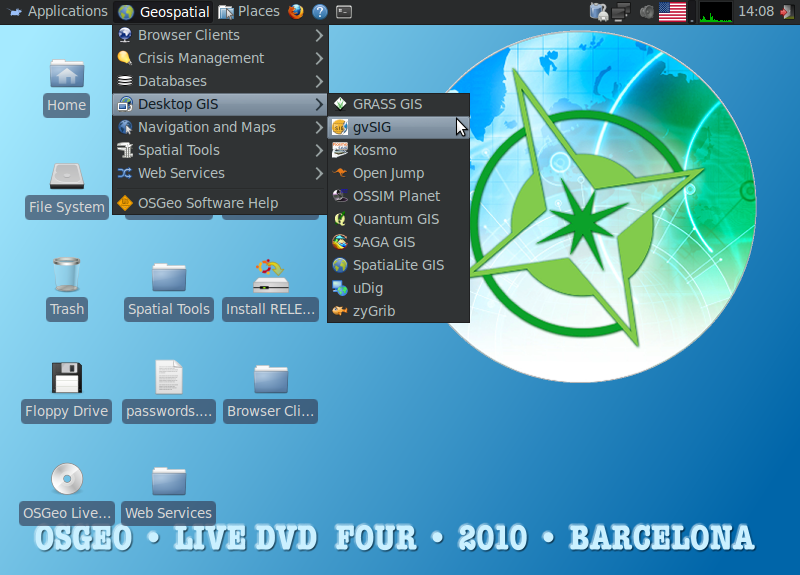 Applications Geospatial Places 14:08
Browser Clients
Crisis Management
Databases
Desktop GIS
Navigation and Maps
Spatial Tools
Web Services
OSGeo Software Help
GRASS GIS
gvSIG
Kosmo
Open Jump
OSSIM Planet
Quantum GIS
SAGA GIS
SpatiaLite GIS
uDig
zyGrib
Home
File System
Trash
Spatial Tools
Install RELE...
Floppy Drive
passwords....
Browser Cli...
OSGeo Live...
Web Services
OSGEO • LIVE DVD FOUR • 2010 • BARCELONA